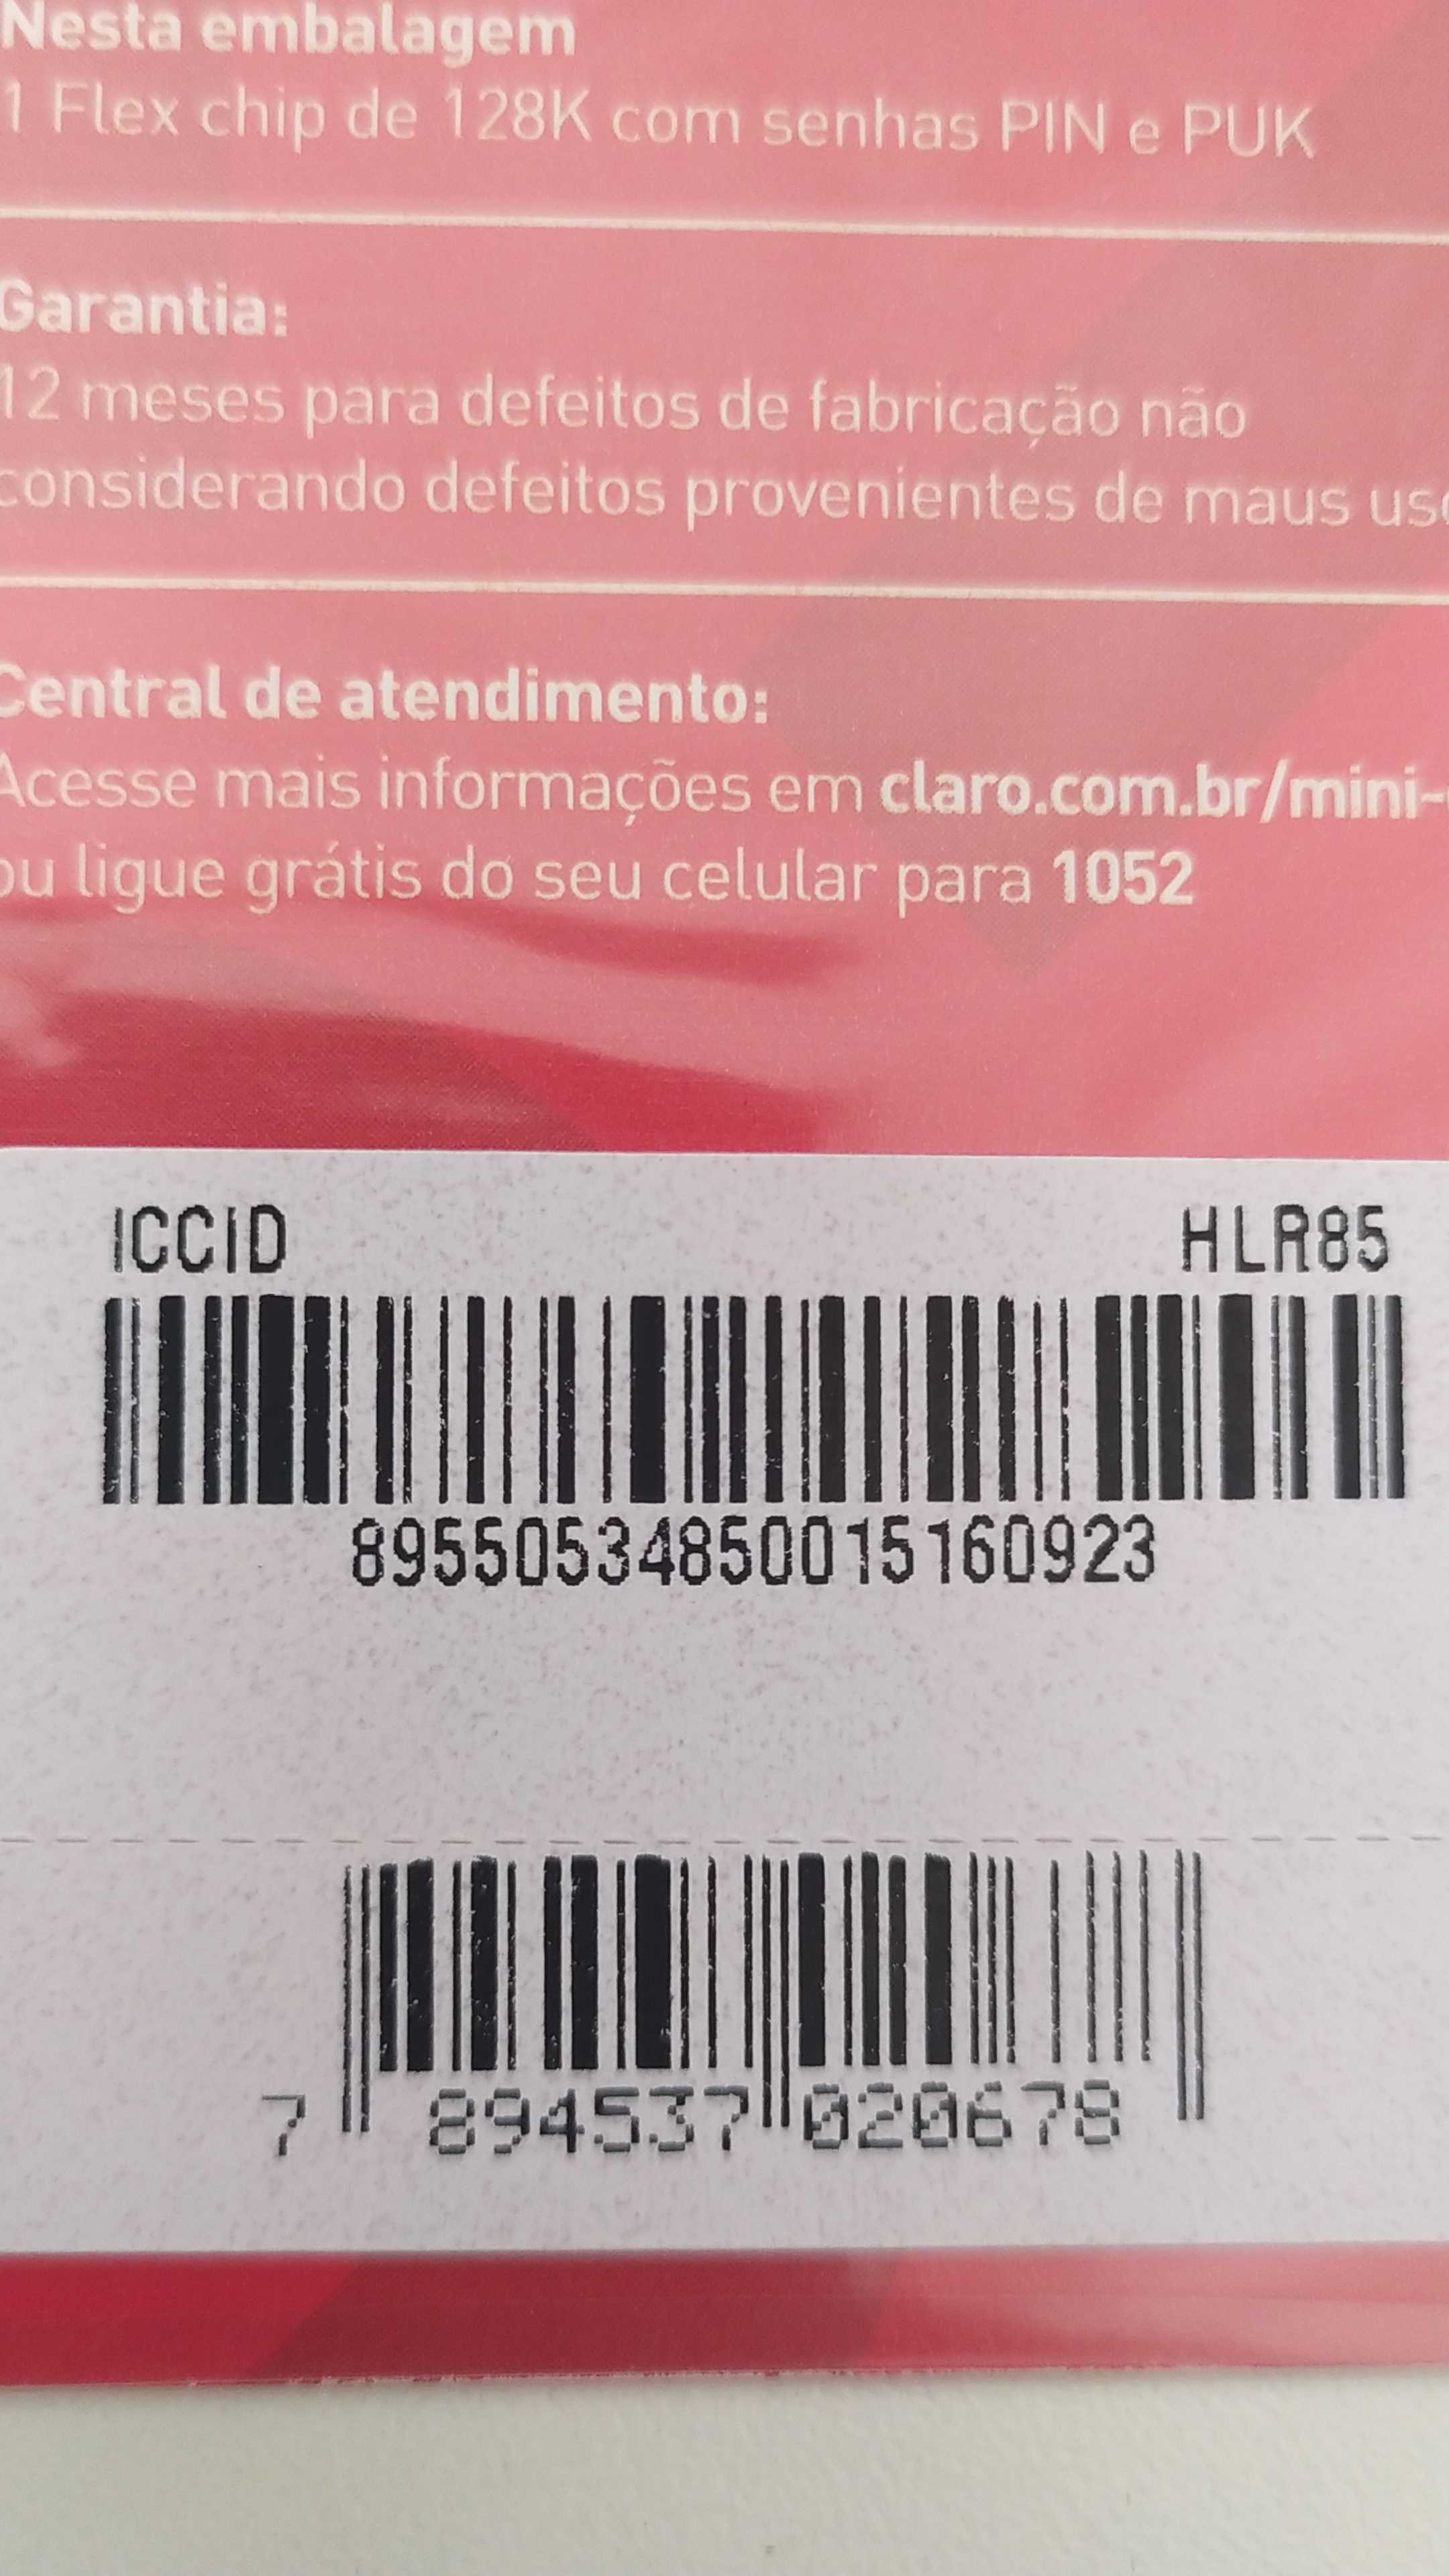 Nesta embalagem
1 Flex chip de 128K com senhas PIN e PUK
Garantia:
12 meses para defeitos de fabricação não
considerando defeitos provenientes de maus uso
Central de atendimento:
Acesse mais informações em claro.com.br/mini-
ou ligue grátis do seu celular para 1052
ICCID HLR85
89550534850015160923
7 894537 020678